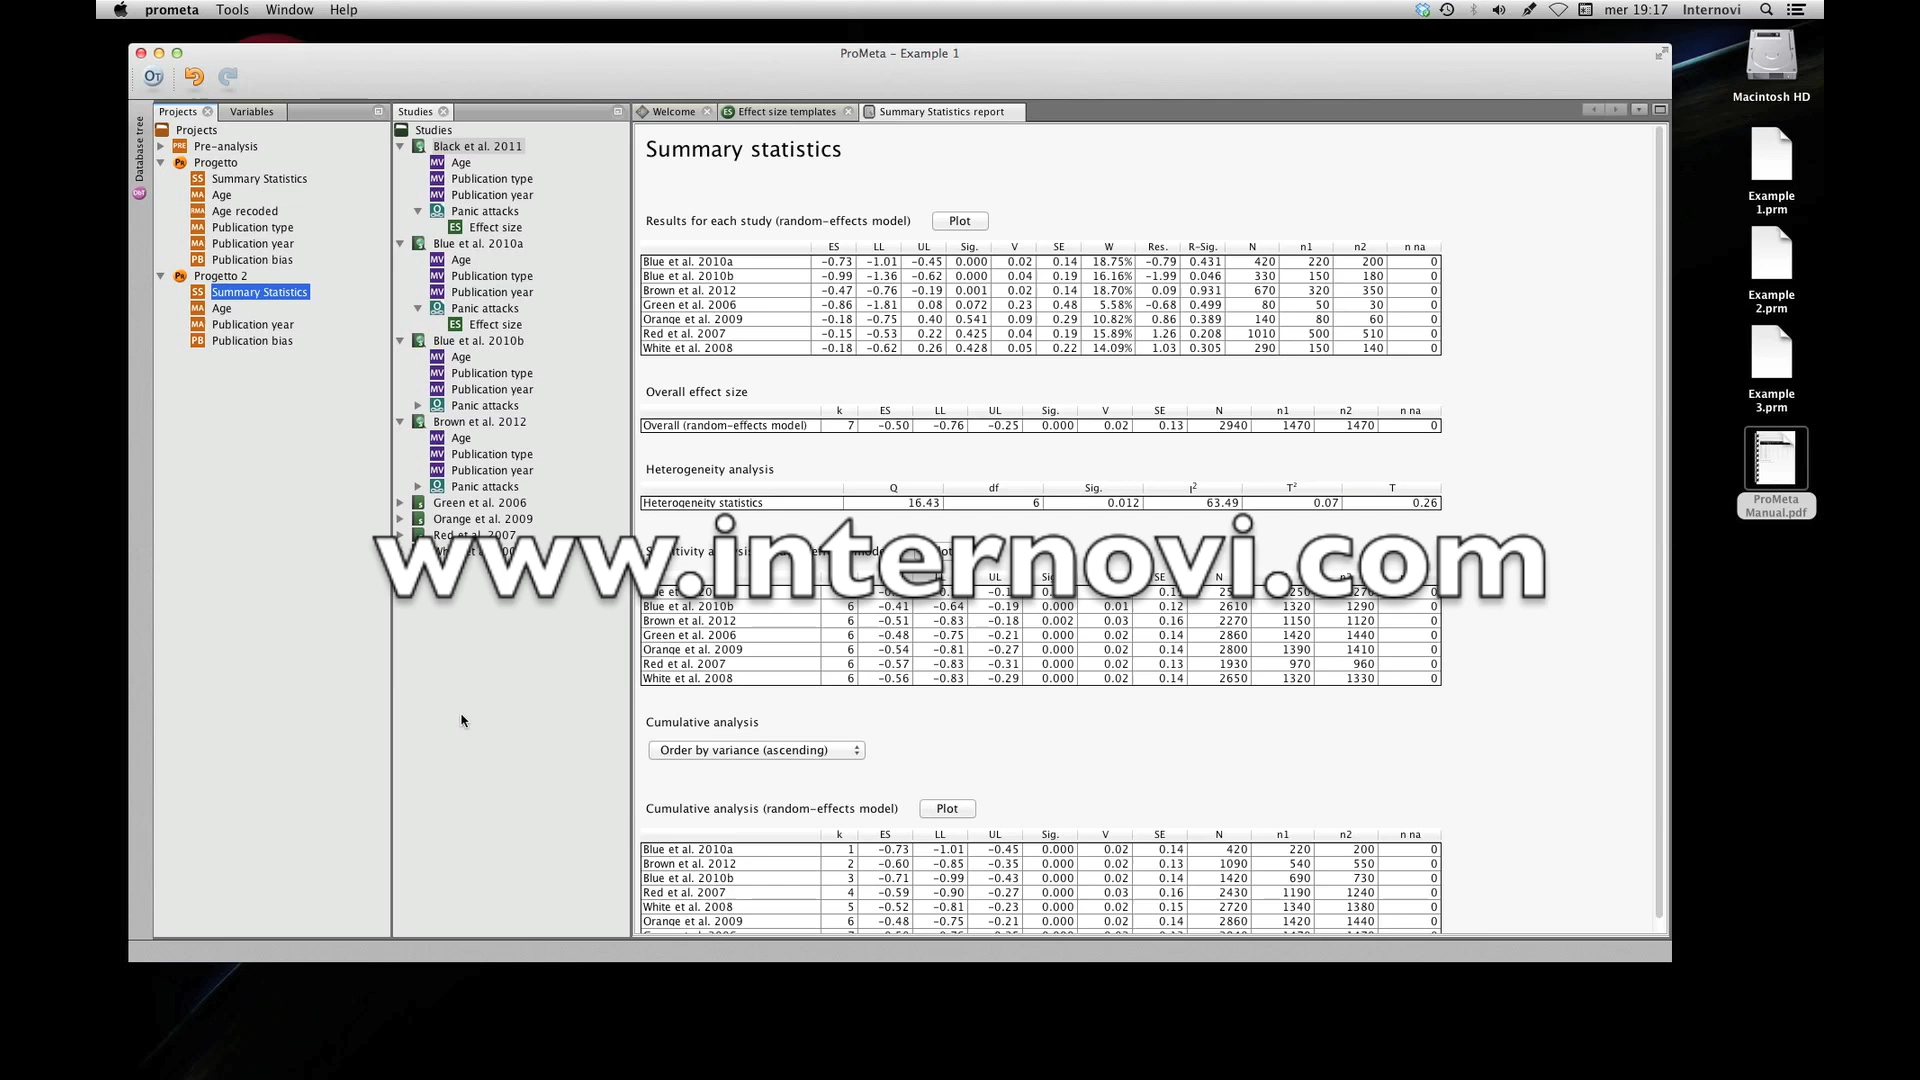 prometa Tools Window Help mer 19:17 Internovi
ProMeta - Example 1
Projects Variables Studies Welcome Effect size templates Summary Statistics report
Database tree
Projects
Pre-analysis
Progetto
Summary Statistics
Age
Age recoded
Publication type
Publication year
Publication bias
Progetto 2
Summary Statistics
Age
Publication year
Publication bias
Studies
Black et al. 2011
Age
Publication type
Publication year
Panic attacks
Effect size
Blue et al. 2010a
Age
Publication type
Publication year
Panic attacks
Effect size
Blue et al. 2010b
Age
Publication type
Publication year
Panic attacks
Brown et al. 2012
Age
Publication type
Publication year
Panic attacks
Green et al. 2006
Orange et al. 2009
Red et al. 2007
Summary statistics
Results for each study (random-effects model) Plot
ES LL UL Sig. V SE W Res. R-Sig. N n1 n2 n na
Blue et al. 2010a -0.73 -1.01 -0.45 0.000 0.02 0.14 18.75% -0.79 0.431 420 220 200 0
Blue et al. 2010b -0.99 -1.36 -0.62 0.000 0.04 0.19 16.16% -1.99 0.046 330 150 180 0
Brown et al. 2012 -0.47 -0.76 -0.19 0.001 0.02 0.14 18.70% 0.09 0.931 670 320 350 0
Green et al. 2006 -0.86 -1.81 0.08 0.072 0.23 0.48 5.58% -0.68 0.499 80 50 30 0
Orange et al. 2009 -0.18 -0.75 0.40 0.541 0.09 0.29 10.82% 0.86 0.389 140 80 60 0
Red et al. 2007 -0.15 -0.53 0.22 0.425 0.04 0.19 15.89% 1.26 0.208 1010 500 510 0
White et al. 2008 -0.18 -0.62 0.26 0.428 0.05 0.22 14.09% 1.03 0.305 290 150 140 0
Overall effect size
k ES LL UL Sig. V SE N n1 n2 n na
Overall (random-effects model) 7 -0.50 -0.76 -0.25 0.000 0.02 0.13 2940 1470 1470 0
Heterogeneity analysis
Q df Sig. I² T² T
Heterogeneity statistics 16.43 6 0.012 63.49 0.07 0.26
www.internovi.com
UL SE N
Blue et al. 2010b 6 -0.41 -0.64 -0.19 0.000 0.01 0.12 2610 1320 1290 0
Brown et al. 2012 6 -0.51 -0.83 -0.18 0.002 0.03 0.16 2270 1150 1120 0
Green et al. 2006 6 -0.48 -0.75 -0.21 0.000 0.02 0.14 2860 1420 1440 0
Orange et al. 2009 6 -0.54 -0.81 -0.27 0.000 0.02 0.14 2800 1390 1410 0
Red et al. 2007 6 -0.57 -0.83 -0.31 0.000 0.02 0.13 1930 970 960 0
White et al. 2008 6 -0.56 -0.83 -0.29 0.000 0.02 0.14 2650 1320 1330 0
Cumulative analysis
Order by variance (ascending)
Cumulative analysis (random-effects model) Plot
k ES LL UL Sig. V SE N n1 n2 n na
Blue et al. 2010a 1 -0.73 -1.01 -0.45 0.000 0.02 0.14 420 220 200 0
Brown et al. 2012 2 -0.60 -0.85 -0.35 0.000 0.02 0.13 1090 540 550 0
Blue et al. 2010b 3 -0.71 -0.99 -0.43 0.000 0.02 0.14 1420 690 730 0
Red et al. 2007 4 -0.59 -0.90 -0.27 0.000 0.03 0.16 2430 1190 1240 0
White et al. 2008 5 -0.52 -0.81 -0.23 0.000 0.02 0.15 2720 1340 1380 0
Orange et al. 2009 6 -0.48 -0.75 -0.21 0.000 0.02 0.14 2860 1420 1440 0
Macintosh HD
Example
1.prm
Example
2.prm
Example
3.prm
ProMeta
Manual.pdf